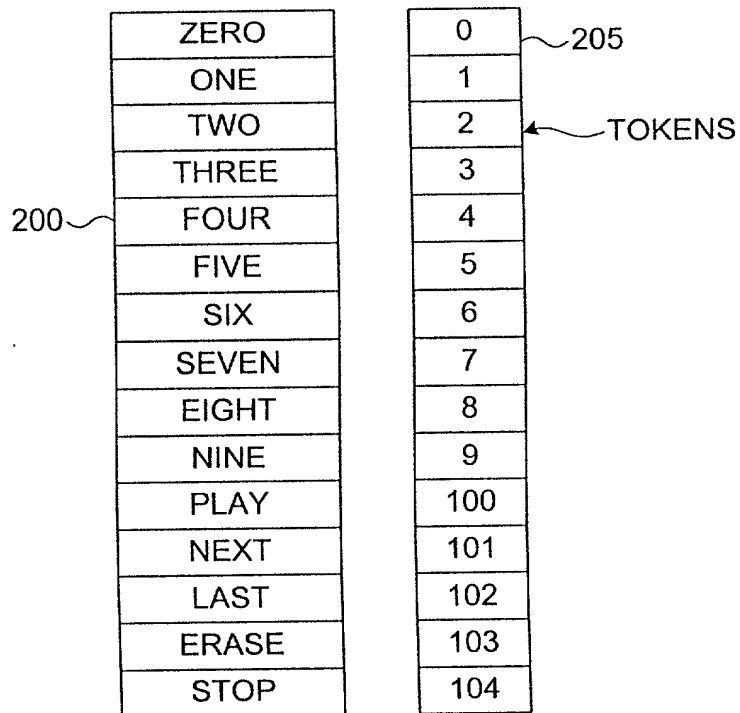 ZERO 0 205
ONE 1
TWO 2 TOKENS
THREE 3
200 FOUR 4
FIVE 5
SIX 6
SEVEN 7
EIGHT 8
NINE 9
PLAY 100
NEXT 101
LAST 102
ERASE 103
STOP 104